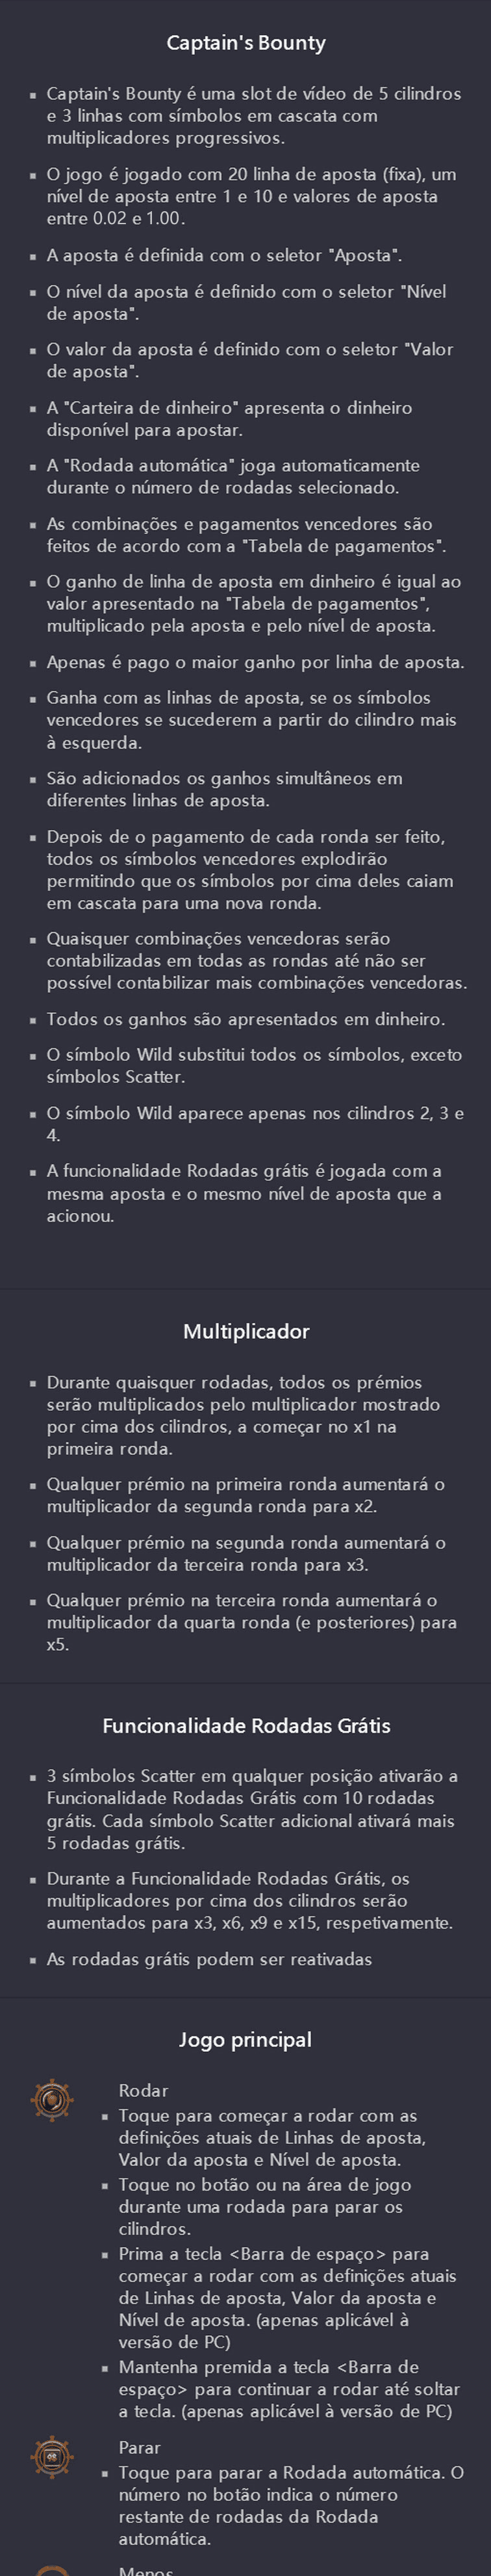 Captain's Bounty
Captain's Bounty é uma slot de vídeo de 5 cilindros
e 3 linhas com símbolos em cascata com
multiplicadores progressivos.
O jogo é jogado com 20 linha de aposta (fixa), um
nível de aposta entre 1 e 10 e valores de aposta
entre 0.02 e 1.00.
A aposta é definida com o seletor "Aposta".
O nível da aposta é definido com o seletor "Nível
de aposta".
O valor da aposta é definido com o seletor "Valor
de aposta".
A "Carteira de dinheiro" apresenta o dinheiro
disponível para apostar.
A "Rodada automática" joga automaticamente
durante o número de rodadas selecionado.
As combinações e pagamentos vencedores são
feitos de acordo com a "Tabela de pagamentos".
O ganho de linha de aposta em dinheiro é igual ao
valor apresentado na "Tabela de pagamentos",
multiplicado pela aposta e pelo nível de aposta.
Apenas é pago o maior ganho por linha de aposta.
Ganha com as linhas de aposta, se os símbolos
vencedores se sucederem a partir do cilindro mais
à esquerda.
São adicionados os ganhos simultâneos em
diferentes linhas de aposta.
Depois de o pagamento de cada ronda ser feito,
todos os símbolos vencedores explodirão
permitindo que os símbolos por cima deles caiam
em cascata para uma nova ronda.
Quaisquer combinações vencedoras serão
contabilizadas em todas as rondas até não ser
possível contabilizar mais combinações vencedoras.
Todos os ganhos são apresentados em dinheiro.
O símbolo Wild substitui todos os símbolos, exceto
símbolos Scatter.
O símbolo Wild aparece apenas nos cilindros 2, 3 e
4.
A funcionalidade Rodadas grátis é jogada com a
mesma aposta e o mesmo nível de aposta que a
acionou.
Multiplicador
Durante quaisquer rodadas, todos os prémios
serão multiplicados pelo multiplicador mostrado
por cima dos cilindros, a começar no x1 na
primeira ronda.
Qualquer prémio na primeira ronda aumentará o
multiplicador da segunda ronda para x2.
Qualquer prémio na segunda ronda aumentará o
multiplicador da terceira ronda para x3.
Qualquer prémio na terceira ronda aumentará o
multiplicador da quarta ronda (e posteriores) para
x5.
Funcionalidade Rodadas Grátis
3 símbolos Scatter em qualquer posição ativarão a
Funcionalidade Rodadas Grátis com 10 rodadas
grátis. Cada símbolo Scatter adicional ativará mais
5 rodadas grátis.
Durante a Funcionalidade Rodadas Grátis, os
multiplicadores por cima dos cilindros serão
aumentados para x3, x6, x9 e x15, respetivamente.
As rodadas grátis podem ser reativadas
Jogo principal
Rodar
Toque para começar a rodar com as
definições atuais de Linhas de aposta,
Valor da aposta e Nível de aposta.
Toque no botão ou na área de jogo
durante uma rodada para parar os
cilindros.
Prima a tecla <Barra de espaço> para
começar a rodar com as definições atuais
de Linhas de aposta, Valor da aposta e
Nível de aposta. (apenas aplicável à
versão de PC)
Mantenha premida a tecla <Barra de
espaço> para continuar a rodar até soltar
a tecla. (apenas aplicável à versão de PC)
Parar
Toque para parar a Rodada automática. O
número no botão indica o número
restante de rodadas da Rodada
automática.
Menos